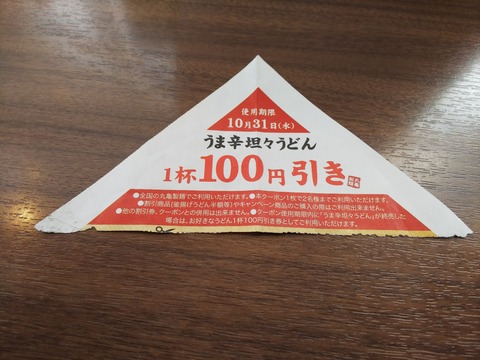 使用期限
10月31日(水)
うま辛坦々うどん
1杯100円引き
●全国の丸亀製麺でご利用いただけます。●本クーポン1枚で2名様までご利用いただけます。
●割引商品(釜揚げうどん半額等)やキャンペーン商品のご購入の際はご利用出来ません。
●他の割引券、クーポンとの併用は出来ません。●クーポン使用期限内に「うま辛坦々うどん」が終売した
場合は、お好きなうどん1杯100円引き券としてご利用いただけます。